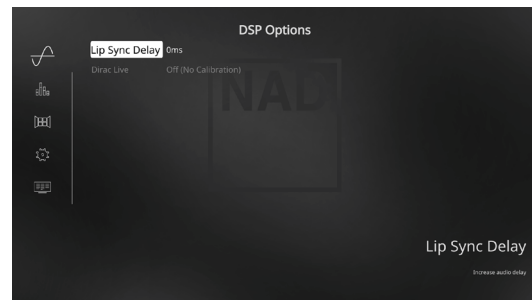 DSP Options
Lip Sync Delay 0ms
Dirac Live Off (No Calibration)
NAD
Lip Sync Delay
Increase audio delay